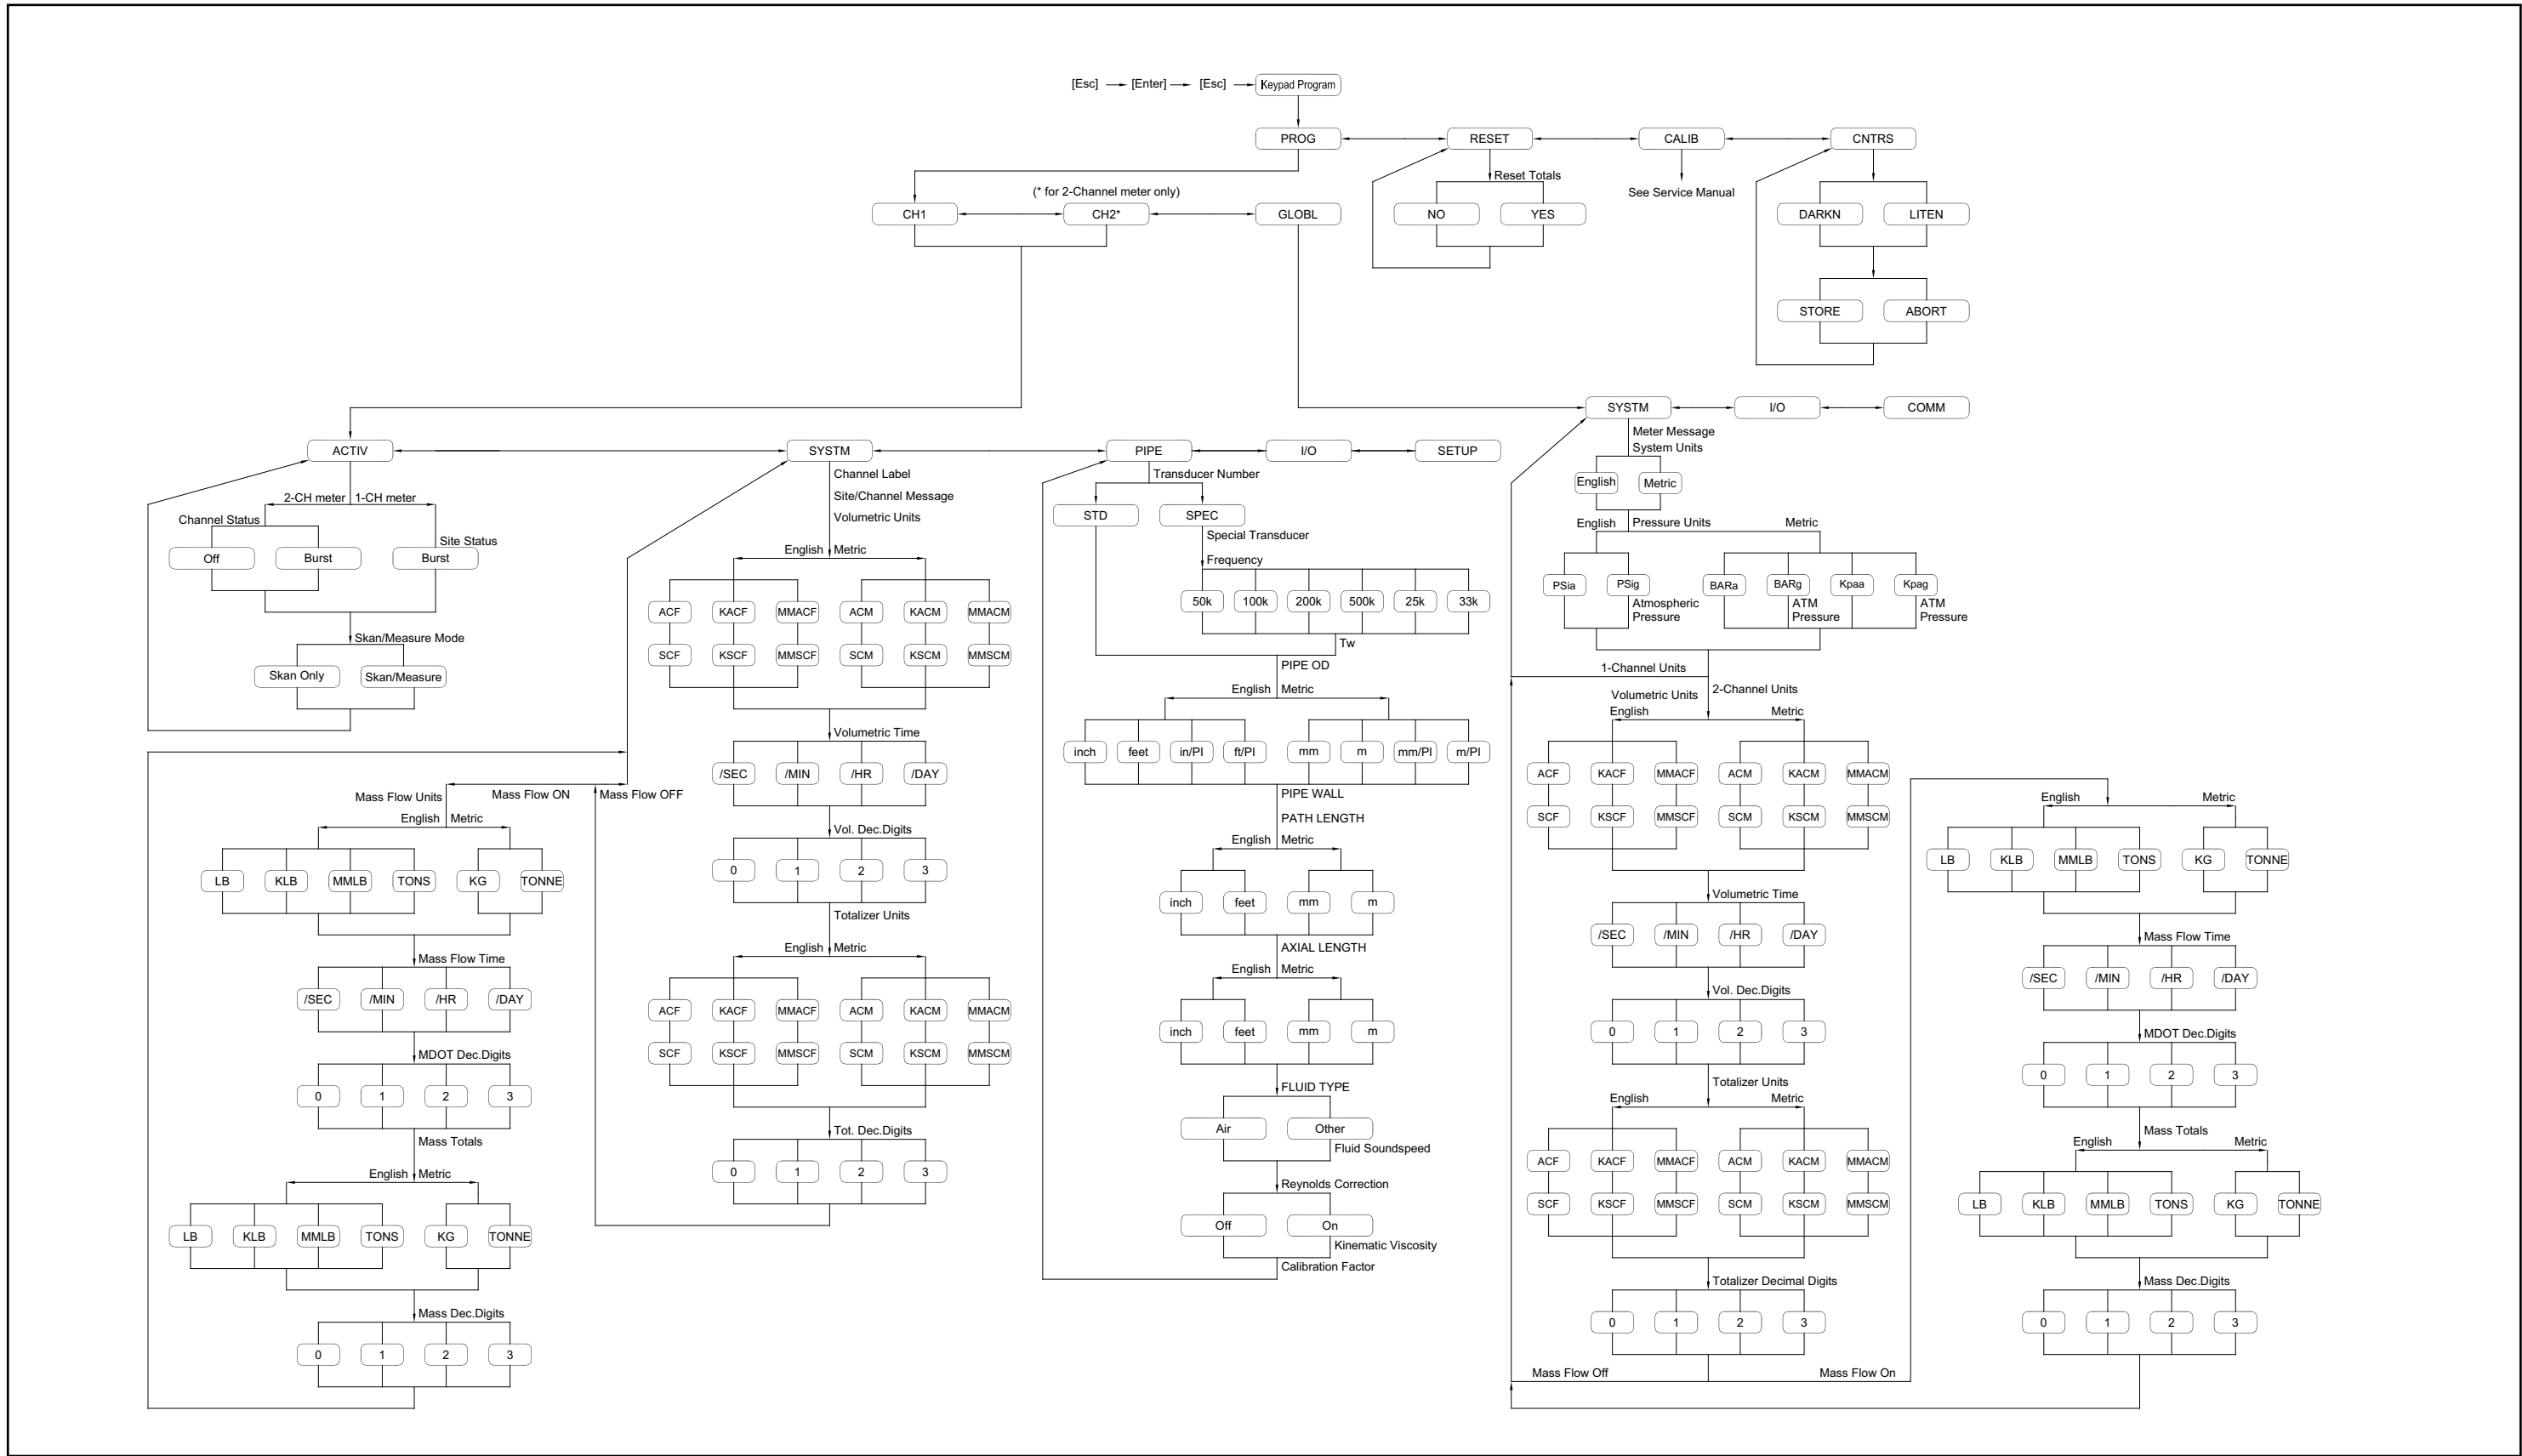 [Esc] [Enter] [Esc] Keypad Program
PROG RESET CALIB CNTRS
Reset Totals
See Service Manual
(* for 2-Channel meter only)
CH1 CH2* GLOBL
NO YES
DARKN LITEN
STORE ABORT
SYSTM I/O COMM
ACTIV SYSTM PIPE I/O SETUP
2-CH meter 1-CH meter
Channel Status
Site Status
Off Burst Burst
Skan/Measure Mode
Skan Only Skan/Measure
Channel Label
Site/Channel Message
Volumetric Units
English Metric
ACF KACF MMACF ACM KACM MMACM
SCF KSCF MMSCF SCM KSCM MMSCM
Volumetric Time
/SEC /MIN /HR /DAY
Vol. Dec.Digits
0 1 2 3
Totalizer Units
English Metric
ACF KACF MMACF ACM KACM MMACM
SCF KSCF MMSCF SCM KSCM MMSCM
Tot. Dec.Digits
0 1 2 3
Mass Flow ON Mass Flow OFF
Mass Flow Units
English Metric
LB KLB MMLB TONS KG TONNE
Mass Flow Time
/SEC /MIN /HR /DAY
MDOT Dec.Digits
0 1 2 3
Mass Totals
English Metric
LB KLB MMLB TONS KG TONNE
Mass Dec.Digits
0 1 2 3
Transducer Number
STD SPEC
Special Transducer
Frequency
50k 100k 200k 500k 25k 33k
Tw
PIPE OD
English Metric
inch feet in/PI ft/PI mm m mm/PI m/PI
PIPE WALL
PATH LENGTH
English Metric
inch feet mm m
AXIAL LENGTH
English Metric
inch feet mm m
FLUID TYPE
Air Other
Fluid Soundspeed
Reynolds Correction
Off On
Kinematic Viscosity
Calibration Factor
Meter Message
System Units
English Metric
English Pressure Units Metric
PSia PSig BARa BARg Kpaa Kpag
Atmospheric
Pressure
ATM
Pressure
ATM
Pressure
1-Channel Units
2-Channel Units
Volumetric Units
English Metric
ACF KACF MMACF ACM KACM MMACM
SCF KSCF MMSCF SCM KSCM MMSCM
Volumetric Time
/SEC /MIN /HR /DAY
Vol. Dec.Digits
0 1 2 3
Totalizer Units
English Metric
ACF KACF MMACF ACM KACM MMACM
SCF KSCF MMSCF SCM KSCM MMSCM
Totalizer Decimal Digits
0 1 2 3
Mass Flow Off Mass Flow On
English Metric
LB KLB MMLB TONS KG TONNE
Mass Flow Time
/SEC /MIN /HR /DAY
MDOT Dec.Digits
0 1 2 3
Mass Totals
English Metric
LB KLB MMLB TONS KG TONNE
Mass Dec.Digits
0 1 2 3